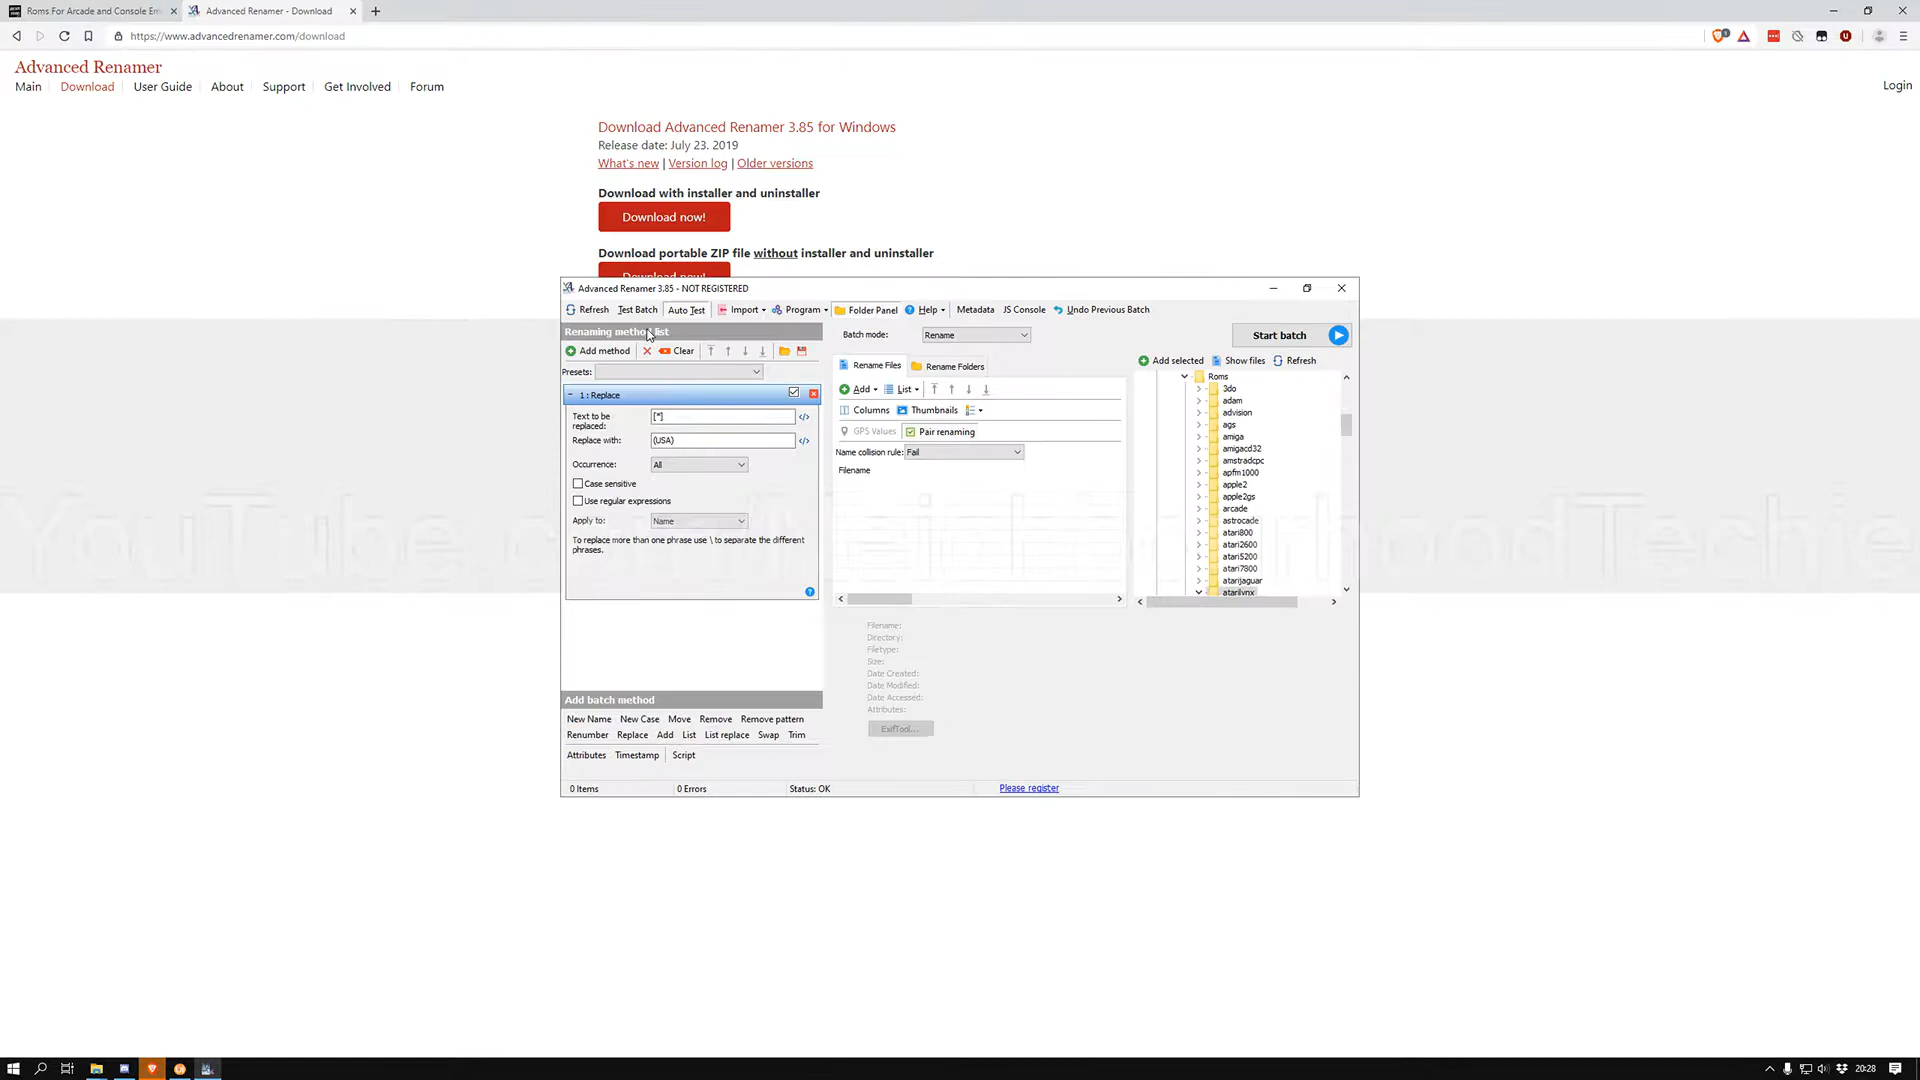 Roms For Arcade and Console Em
Advanced Renamer - Download
https://www.advancedrenamer.com/download
Advanced Renamer
Main Download User Guide About Support Get Involved Forum
Login
Download Advanced Renamer 3.85 for Windows
Release date: July 23. 2019
What's new | Version log | Older versions
Download with installer and uninstaller
Download now!
Download portable ZIP file without installer and uninstaller
Download now!
Advanced Renamer 3.85 - NOT REGISTERED
Refresh Test Batch Auto Test Import Program Folder Panel Help Metadata JS Console Undo Previous Batch
Renaming method list
Add method Clear
Presets:
1 : Replace
Text to be replaced: [*]
Replace with: (USA)
Occurrence: All
Case sensitive
Use regular expressions
Apply to: Name
To replace more than one phrase use \ to separate the different
phrases.
Add batch method
New Name New Case Move Remove Remove pattern
Renumber Replace Add List List replace Swap Trim
Attributes Timestamp Script
Batch mode: Rename
Start batch
Rename Files Rename Folders
Add List
Columns Thumbnails
GPS Values Pair renaming
Name collision rule: Fail
Filename
Filename:
Directory:
Filetype:
Size:
Date Created:
Date Modified:
Date Accessed:
Attributes:
ExifTool...
Add selected Show files Refresh
Roms
3do
adam
advision
ags
amiga
amigacd32
amstradcpc
apfm1000
apple2
apple2gs
arcade
astrocade
atari800
atari2600
atari5200
atari7800
atarijaguar
atarilynx
0 Items 0 Errors Status: OK Please register
20:28